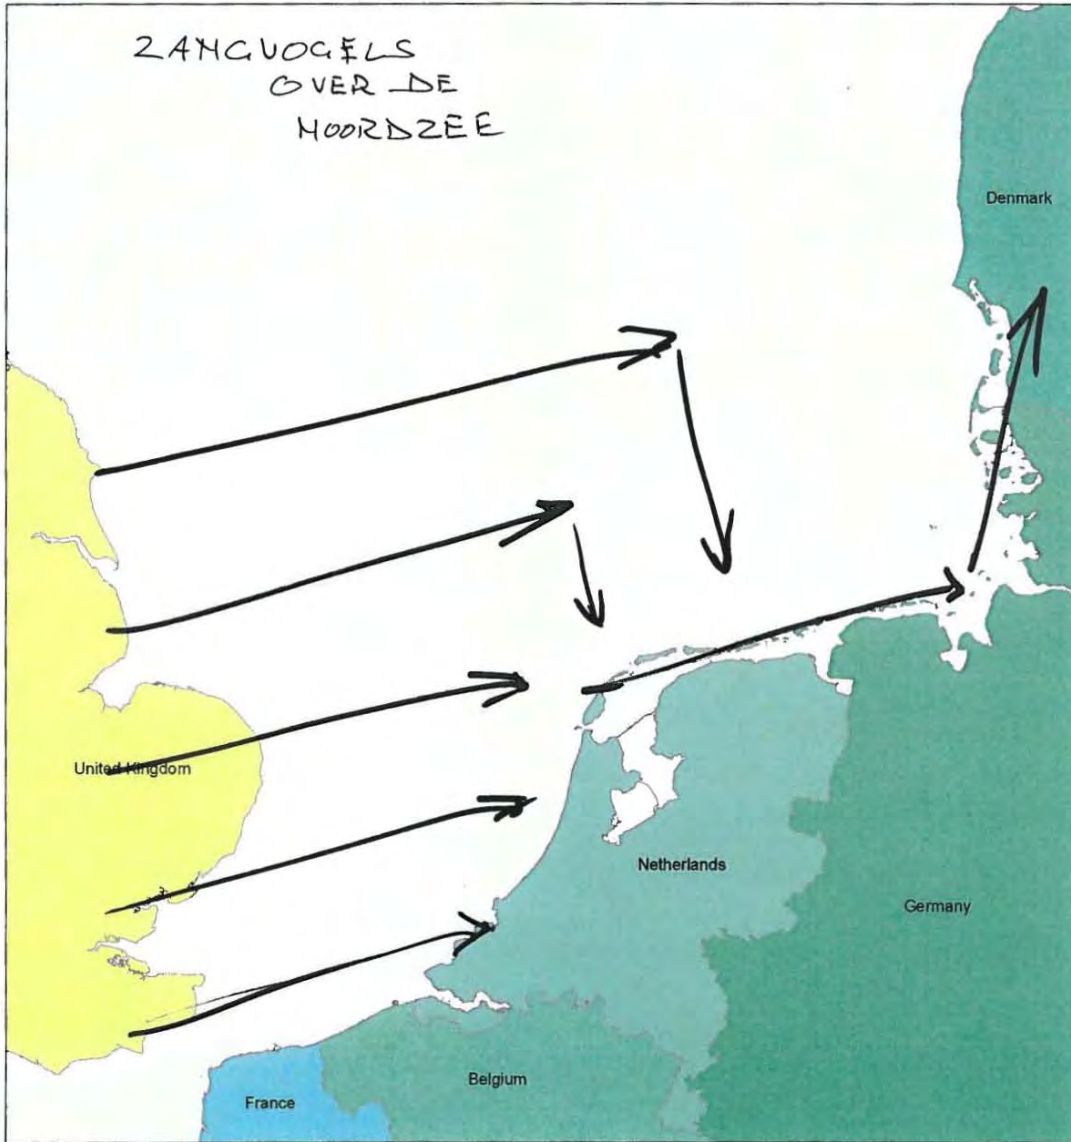 ZANGVOGELS
OVER DE
NOORDZEE
Denmark
United Kingdom
Netherlands
Germany
Belgium
France